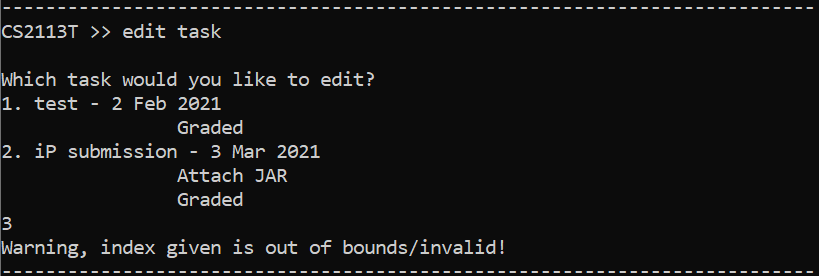 --------------------------------------------------------------------------
CS2113T >> edit task
Which task would you like to edit?
1. test - 2 Feb 2021
Graded
2. iP submission - 3 Mar 2021
Attach JAR
Graded
3
Warning, index given is out of bounds/invalid!
--------------------------------------------------------------------------